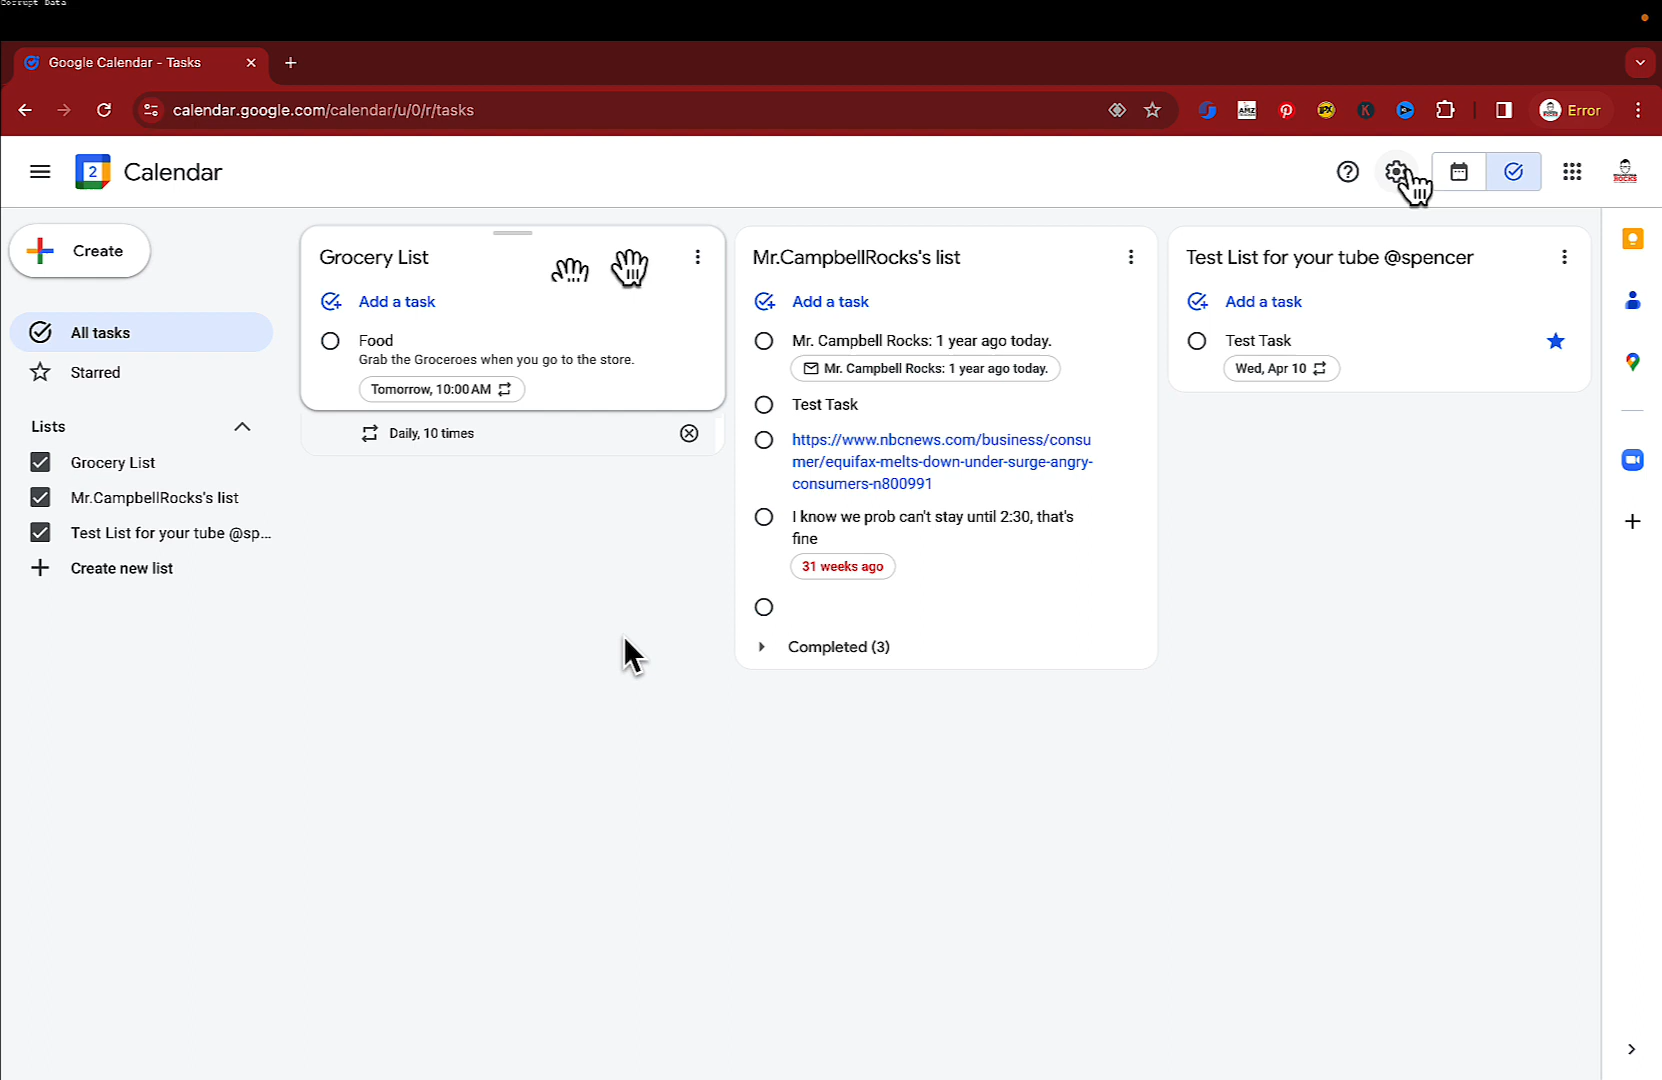 Corrupt Data
Google Calendar - Tasks
calendar.google.com/calendar/u/0/r/tasks
AMZ
Error
2
Calendar
ROCKS
Create
All tasks
Starred
Lists
Grocery List
Mr.CampbellRocks's list
Test List for your tube @sp...
Create new list
Grocery List
Add a task
Food
Grab the Groceroes when you go to the store.
Tomorrow, 10:00 AM
Daily, 10 times
Mr.CampbellRocks's list
Add a task
Mr. Campbell Rocks: 1 year ago today.
Mr. Campbell Rocks: 1 year ago today.
Test Task
https://www.nbcnews.com/business/consu
mer/equifax-melts-down-under-surge-angry-
consumers-n800991
I know we prob can't stay until 2:30, that's
fine
31 weeks ago
Completed (3)
Test List for your tube @spencer
Add a task
Test Task
Wed, Apr 10